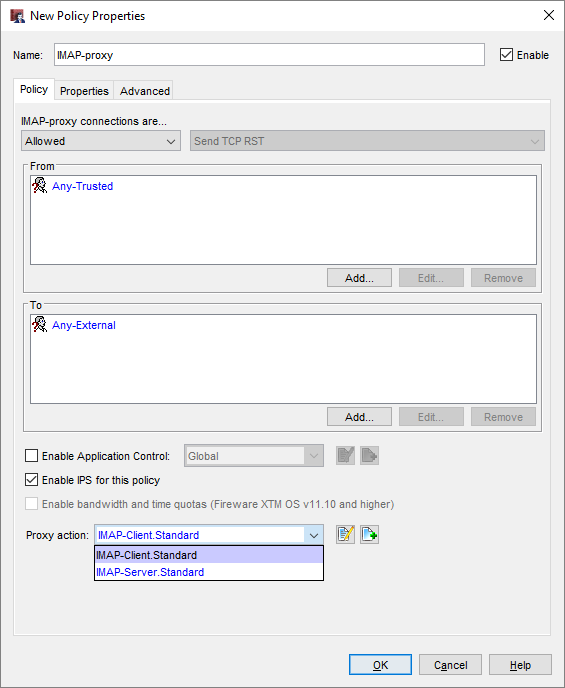 New Policy Properties
Name: IMAP-proxy Enable
Policy Properties Advanced
IMAP-proxy connections are...
Allowed Send TCP RST
From
Any-Trusted
Add... Edit... Remove
To
Any-External
Add... Edit... Remove
Enable Application Control: Global
Enable IPS for this policy
Enable bandwidth and time quotas (Fireware XTM OS v11.10 and higher)
Proxy action: IMAP-Client.Standard
IMAP-Client.Standard
IMAP-Server.Standard
OK Cancel Help